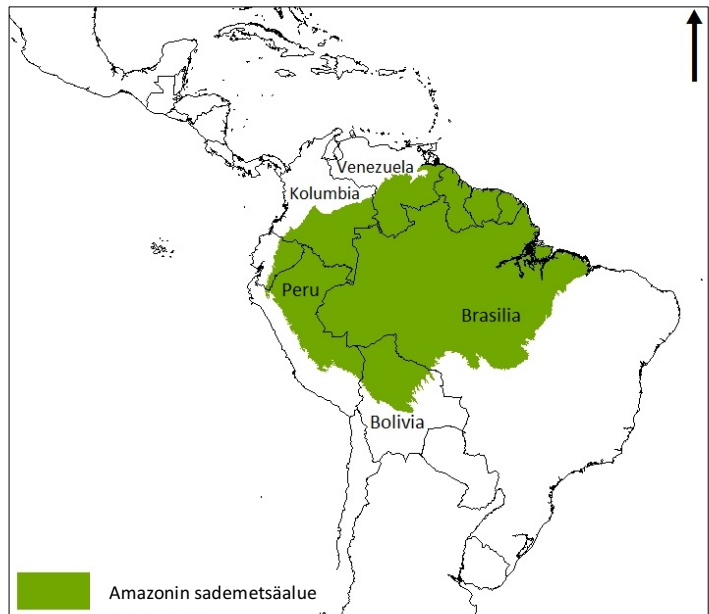 Venezuela
Kolumbia
Peru
Brasilia
Bolivia
Amazonin sademetsäalue